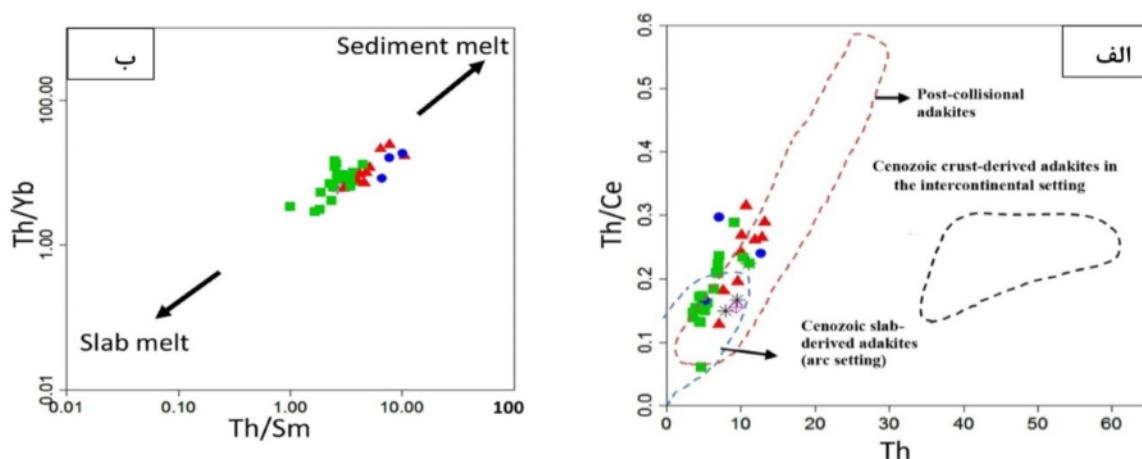 ب
Sediment melt
Slab melt
Th/Yb
100.00
1.00
0.01
0.01
0.10
1.00
10.00
100
Th/Sm
الف
Post-collisional
adakites
Cenozoic crust-derived adakites in
the intercontinental setting
Cenozoic slab-
derived adakites
(arc setting)
Th/Ce
0.6
0.5
0.4
0.3
0.2
0.1
0.0
0
10
20
30
40
50
60
Th